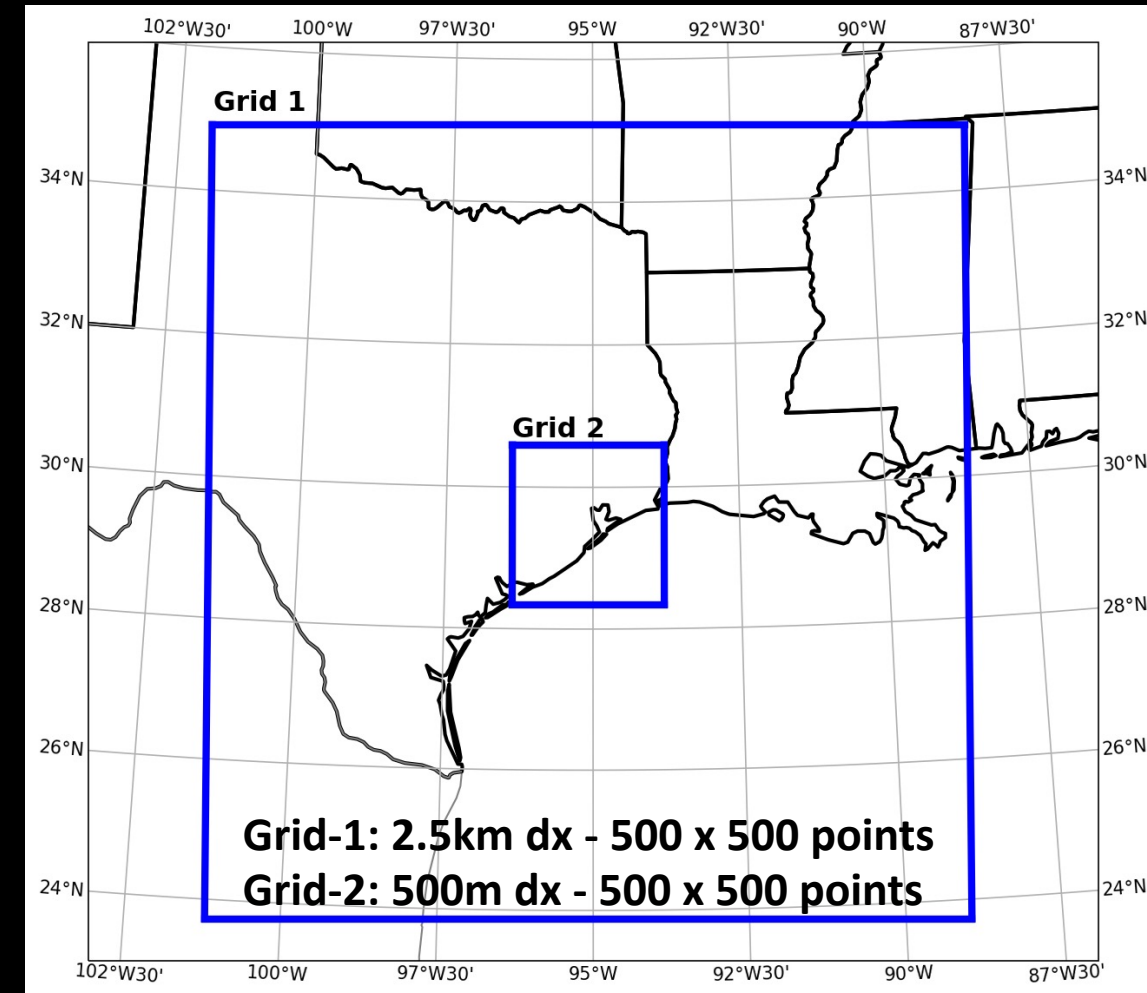 102°W30' 100°W 97°W30' 95°W 92°W30' 90°W 87°W30'
Grid 1
34°N 34°N
32°N 32°N
Grid 2
30°N 30°N
28°N 28°N
26°N 26°N
Grid-1: 2.5km dx - 500 x 500 points
Grid-2: 500m dx - 500 x 500 points
24°N 24°N
102°W30' 100°W 97°W30' 95°W 92°W30' 90°W 87°W30'